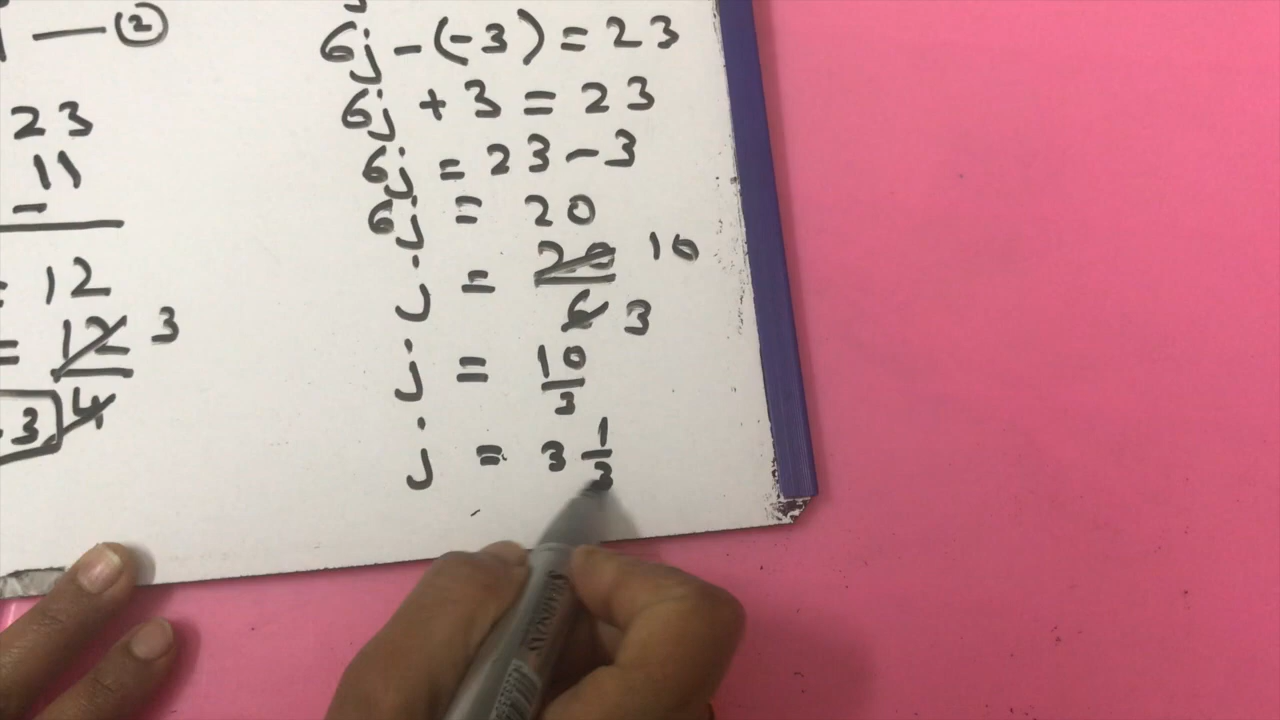 — ②
23
- 11
= 12
= 12/4 3
-3
6j - (-3) = 23
6j + 3 = 23
6j = 23 - 3
6j = 20
j = 20/6 10/3
j = 10/3
j = 3 1/3